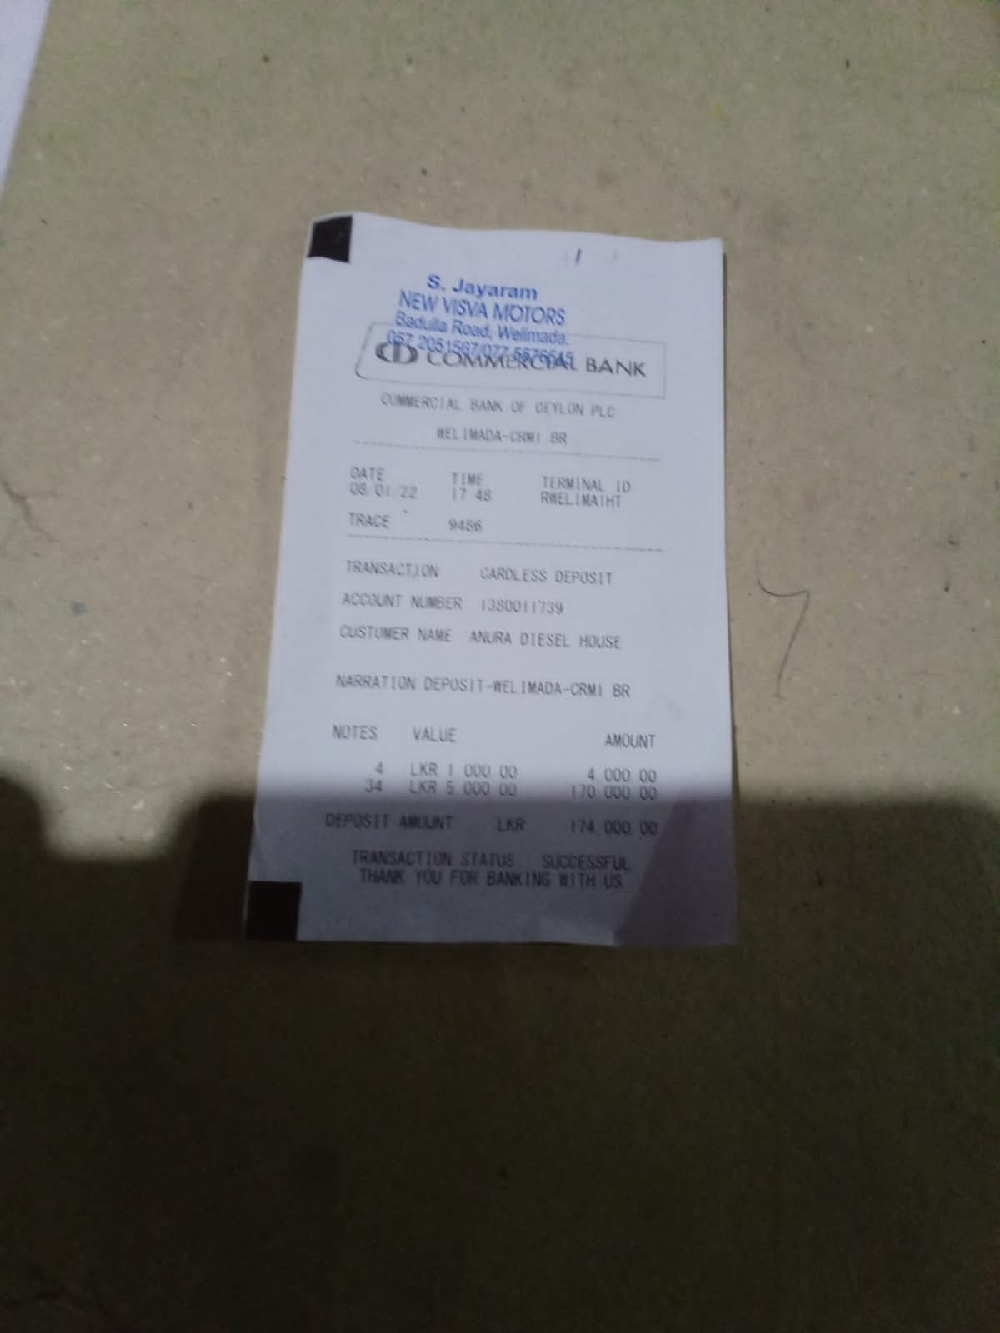 S. Jayaram
NEW VISVA MOTORS
Badulla Road, Welimada.
057 2051567/077
COMMERCIAL BANK
COMMERCIAL BANK OF CEYLON PLC
WELIMADA-CRM1 BR
DATE TIME TERMINAL ID
08/01/22 17:48 RWELIMA1HT
TRACE 9486
TRANSACTION CARDLESS DEPOSIT
ACCOUNT NUMBER 1380011739
CUSTOMER NAME ANURA DIESEL HOUSE
NARRATION DEPOSIT-WELIMADA-CRM1 BR
NOTES VALUE AMOUNT
4 LKR 1,000.00 4,000.00
34 LKR 5,000.00 170,000.00
DEPOSIT AMOUNT LKR 174,000.00
TRANSACTION STATUS : SUCCESSFUL
THANK YOU FOR BANKING WITH US